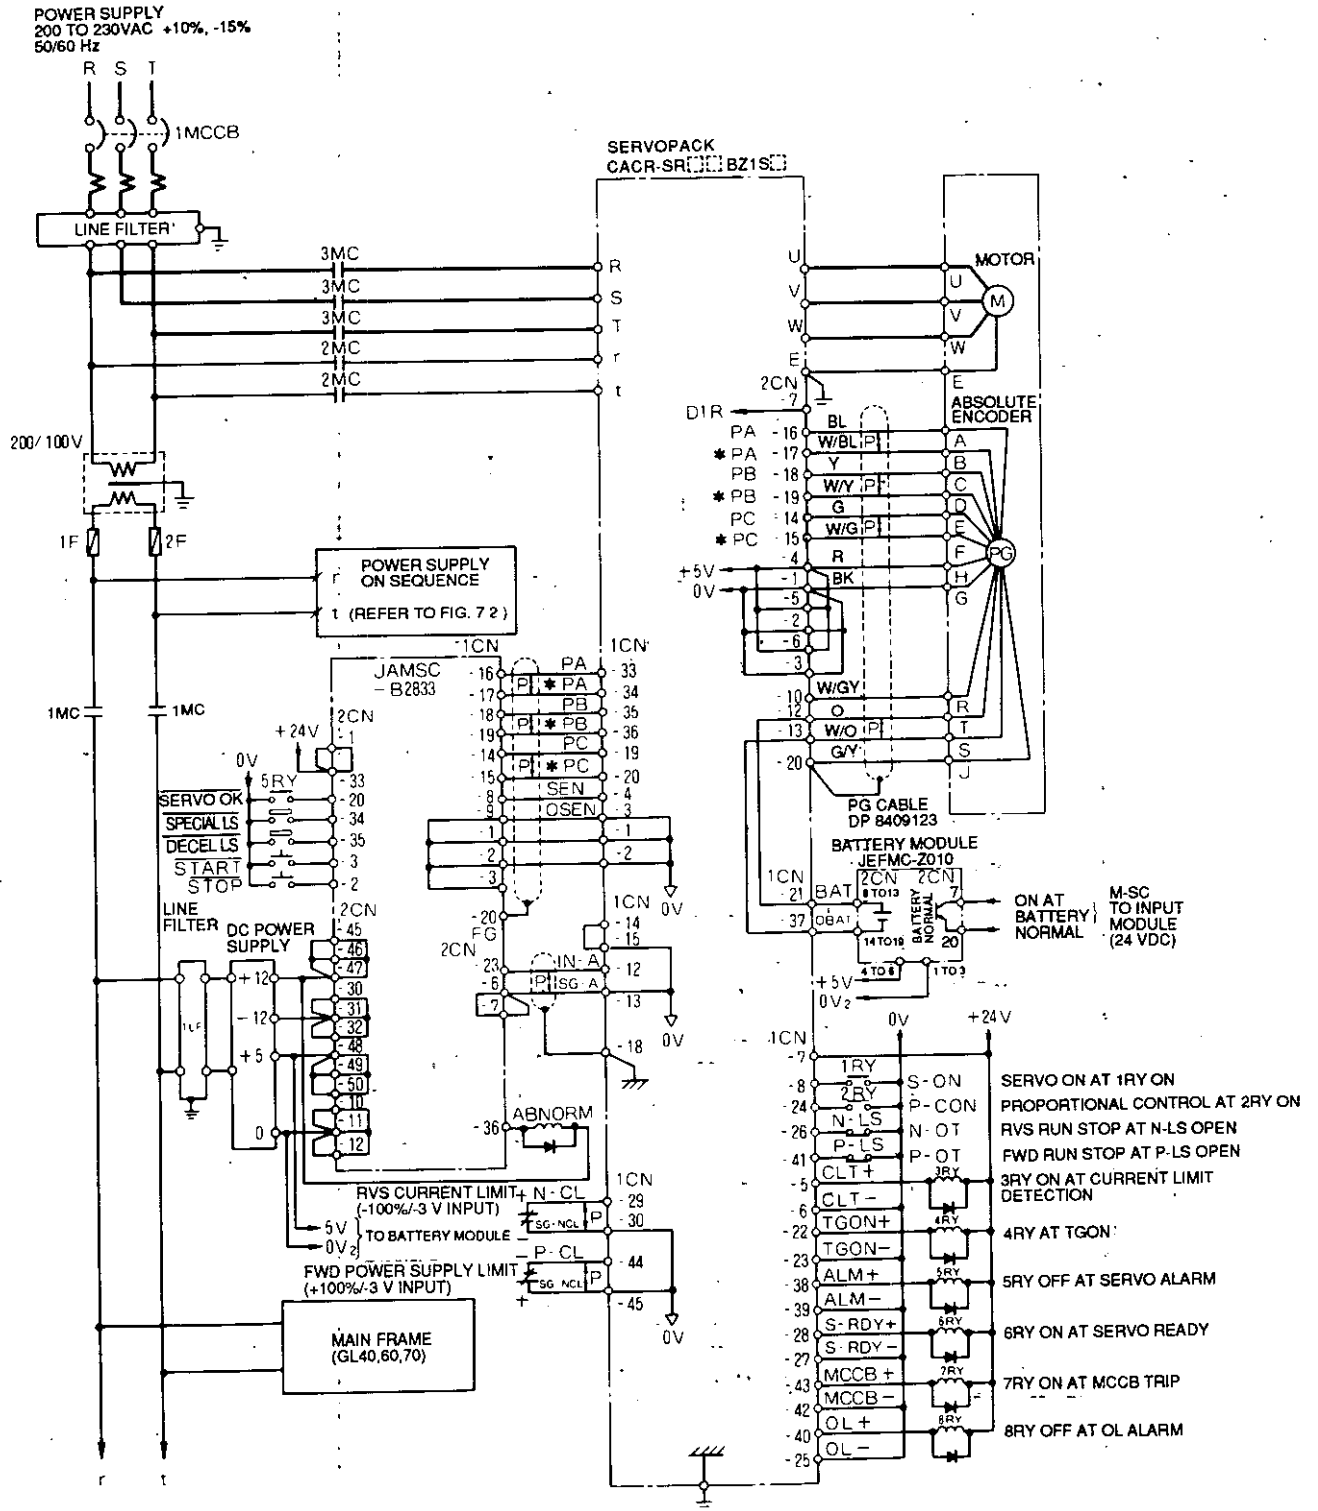 POWER SUPPLY
200 TO 230VAC +10%, -15%
50/60 Hz
R S T
1MCCB
LINE FILTER
SERVOPACK
CACR-SR BZ1S
3MC
R
3MC
S
3MC
T
2MC
r
2MC
t
U
V
W
E
MOTOR
U
V
W
E
M
200/100V
1F
2F
POWER SUPPLY
ON SEQUENCE
r
t (REFER TO FIG. 7 2)
2CN
-7
D1R
PA -16 BL
*PA -17 W/BL P
PB -18 Y
*PB -19 W/Y P
PC 14 G
*PC -15 W/G P
+5V -4 R
0V -1 BK
-5
-2
-6
-3
-10 W/GY
-12 O
-13 W/O P
-20 G/Y
ABSOLUTE
ENCODER
A
B
C
D
E
F
H
G
R
T
S
J
PG
PG CABLE
DP 8409123
1MC
1MC
JAMSC
-B2833
1CN
1CN
-16 PA -33
-17 P *PA -34
-18 PB -35
-19 P *PB -36
-14 PC -19
-15 P *PC -20
-8 SEN -4
-9 OSEN -3
-1 -1
-2 -2
-3
0V
-20
FG
1CN
-14
-15
2CN
-23 IN-A -12
-6 P SG-A -13
-7
0V
-18
2CN
+24V
-1
-33
0V
5RY
SERVO OK -20
SPECIAL LS -34
DECEL LS -35
START -3
STOP -2
LINE
FILTER
DC POWER
SUPPLY
2CN
-45
-46
-47
+12
-30
-31
-12
-32
-48
+5
-49
-50
-10
-11
0
-12
1LF
-36
ABNORM
RVS CURRENT LIMIT
(-100%/-3 V INPUT)
5V
0V2
TO BATTERY MODULE
FWD POWER SUPPLY LIMIT
(+100%/-3 V INPUT)
1CN
+ N-CL -29
SG-NCL P -30
-
- P-CL -44
SG NCL P
+ -45
0V
MAIN FRAME
(GL40,60,70)
r
t
BATTERY MODULE
JEFMC-Z010
1CN
-21 BAT
-37 OBAT
2CN
8 TO13
14TO19
BATTERY
NORMAL
2CN
7
20
4 TO 6
1 TO 3
+5V
0V2
ON AT
BATTERY
NORMAL
M-SC
TO INPUT
MODULE
(24 VDC)
0V
+24V
1CN
-7
-8 1RY S-ON SERVO ON AT 1RY ON
-24 2RY P-CON PROPORTIONAL CONTROL AT 2RY ON
-26 N-LS N-OT RVS RUN STOP AT N-LS OPEN
-41 P-LS P-OT FWD RUN STOP AT P-LS OPEN
-5 CLT+ 3RY 3RY ON AT CURRENT LIMIT
DETECTION
-6 CLT-
-22 TGON+ 4RY 4RY AT TGON
-23 TGON-
-38 ALM+ 5RY 5RY OFF AT SERVO ALARM
-39 ALM-
-28 S-RDY+ 6RY 6RY ON AT SERVO READY
-27 S-RDY-
-43 MCCB+ 7RY 7RY ON AT MCCB TRIP
-42 MCCB-
-40 OL+ 8RY 8RY OFF AT OL ALARM
-25 OL-